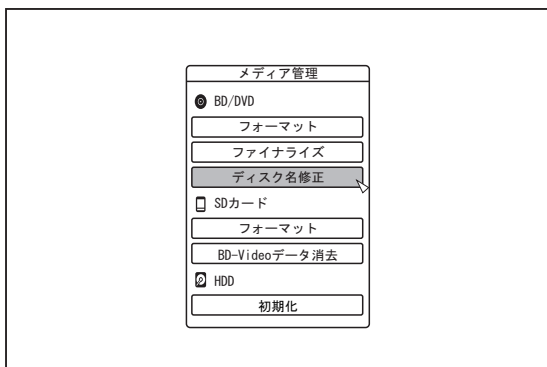 メディア管理
BD/DVD
フォーマット
ファイナライズ
ディスク名修正
SDカード
フォーマット
BD-Videoデータ消去
HDD
初期化